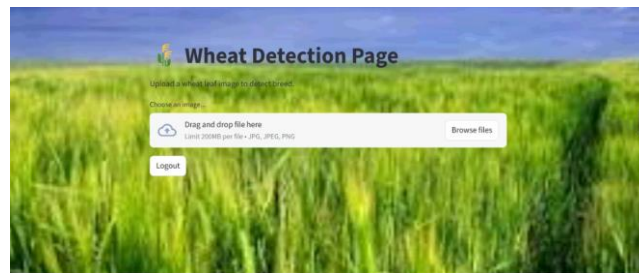 Wheat Detection Page
Upload a wheat leaf image to detect breed.
Choose an image...
Drag and drop file here
Limit 200MB per file • JPG, JPEG, PNG
Browse files
Logout